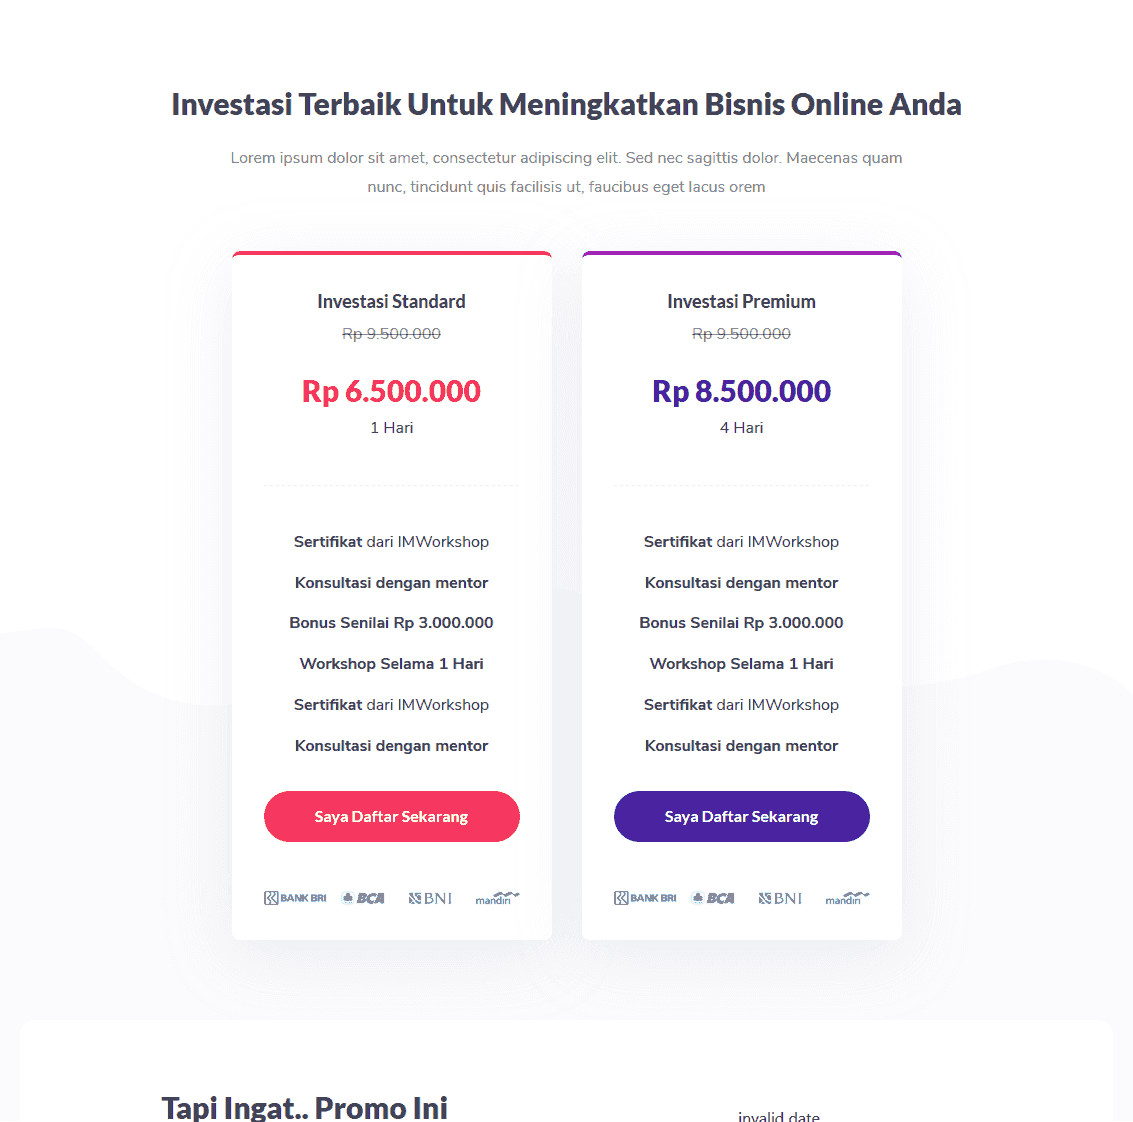 Investasi Terbaik Untuk Meningkatkan Bisnis Online Anda
Lorem ipsum dolor sit amet, consectetur adipiscing elit. Sed nec sagittis dolor. Maecenas quam
nunc, tincidunt quis facilisis ut, faucibus eget lacus orem
Investasi Standard
Rp 9.500.000
Rp 6.500.000
1 Hari
Sertifikat dari IMWorkshop
Konsultasi dengan mentor
Bonus Senilai Rp 3.000.000
Workshop Selama 1 Hari
Sertifikat dari IMWorkshop
Konsultasi dengan mentor
Saya Daftar Sekarang
BANK BRI BCA BNI mandiri
Investasi Premium
Rp 9.500.000
Rp 8.500.000
4 Hari
Sertifikat dari IMWorkshop
Konsultasi dengan mentor
Bonus Senilai Rp 3.000.000
Workshop Selama 1 Hari
Sertifikat dari IMWorkshop
Konsultasi dengan mentor
Saya Daftar Sekarang
BANK BRI BCA BNI mandiri
Tapi Ingat.. Promo Ini
invalid date